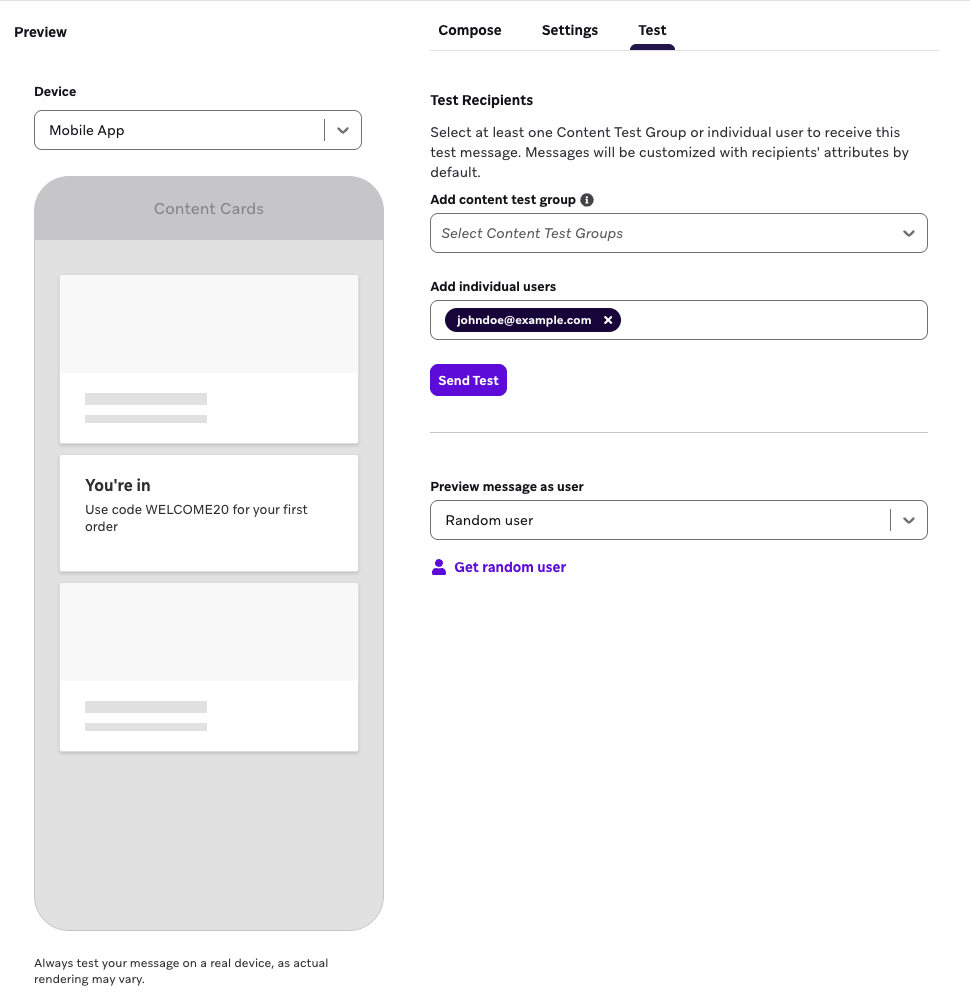 Preview
Device
Mobile App
Content Cards
You're in
Use code WELCOME20 for your first
order
Always test your message on a real device, as actual
rendering may vary.
Compose
Settings
Test
Test Recipients
Select at least one Content Test Group or individual user to receive this
test message. Messages will be customized with recipients' attributes by
default.
Add content test group
Select Content Test Groups
Add individual users
johndoe@example.com
Send Test
Preview message as user
Random user
Get random user